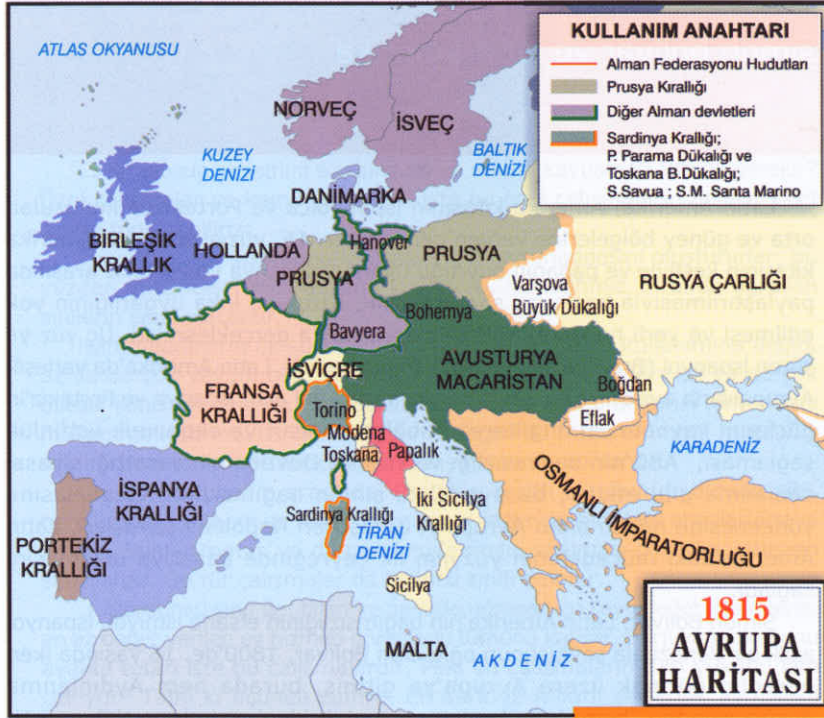 KULLANIM ANAHTARI
Alman Federasyonu Hudutları
Prusya Kırallığı
Diğer Alman devletleri
Sardinya Krallığı;
P. Parama Dükalığı ve
Toskana B.Dükalığı;
S.Savua ; S.M. Santa Marino
ATLAS OKYANUSU
NORVEÇ
İSVEÇ
KUZEY
DENİZİ
BALTIK
DENİZİ
DANİMARKA
BİRLEŞİK
KRALLIK
HOLLANDA
Hanover
PRUSYA
PRUSYA
Varşova
Büyük Dükalığı
RUSYA ÇARLIĞI
Bohemya
Bavyera
AVUSTURYA
MACARİSTAN
İSVİÇRE
FRANSA
KRALLIĞI
Boğdan
Eflak
Torino
Modena
Toskana
Papalık
KARADENİZ
İSPANYA
KRALLIĞI
PORTEKİZ
KRALLIĞI
Sardinya Krallığı
İki Sicilya
Krallığı
TİRAN
DENİZİ
OSMANLI İMPARATORLUĞU
Sicilya
MALTA
AKDENİZ
1815
AVRUPA
HARİTASI